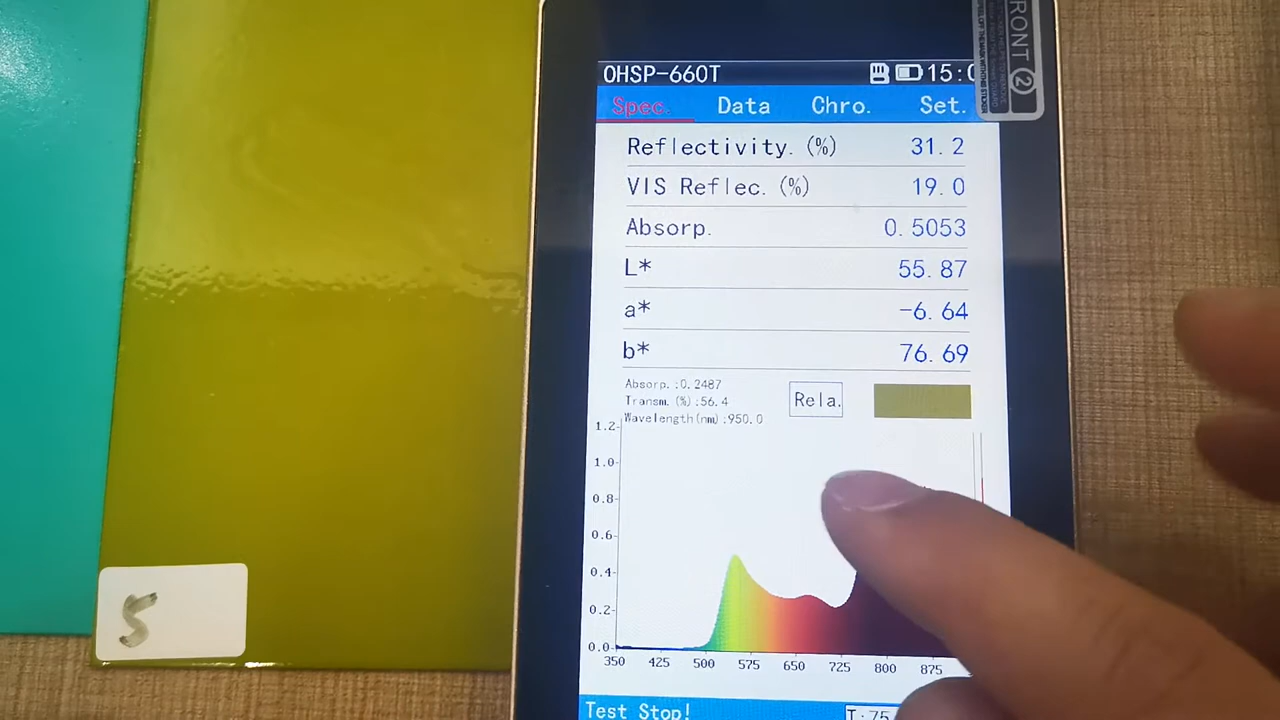 RONT 2
OHSP-660T 15:0
Spec. Data Chro. Set.
Reflectivity. (%) 31.2
VIS Reflec. (%) 19.0
Absorp. 0.5053
L* 55.87
a* -6.64
b* 76.69
Absorp.:0.2487
Transm.(%):56.4
Wavelength(nm):950.0
Rela.
1.2
1.0
0.8
0.6
0.4
0.2
0.0
350 425 500 575 650 725 800 875
Test Stop! T:75
5